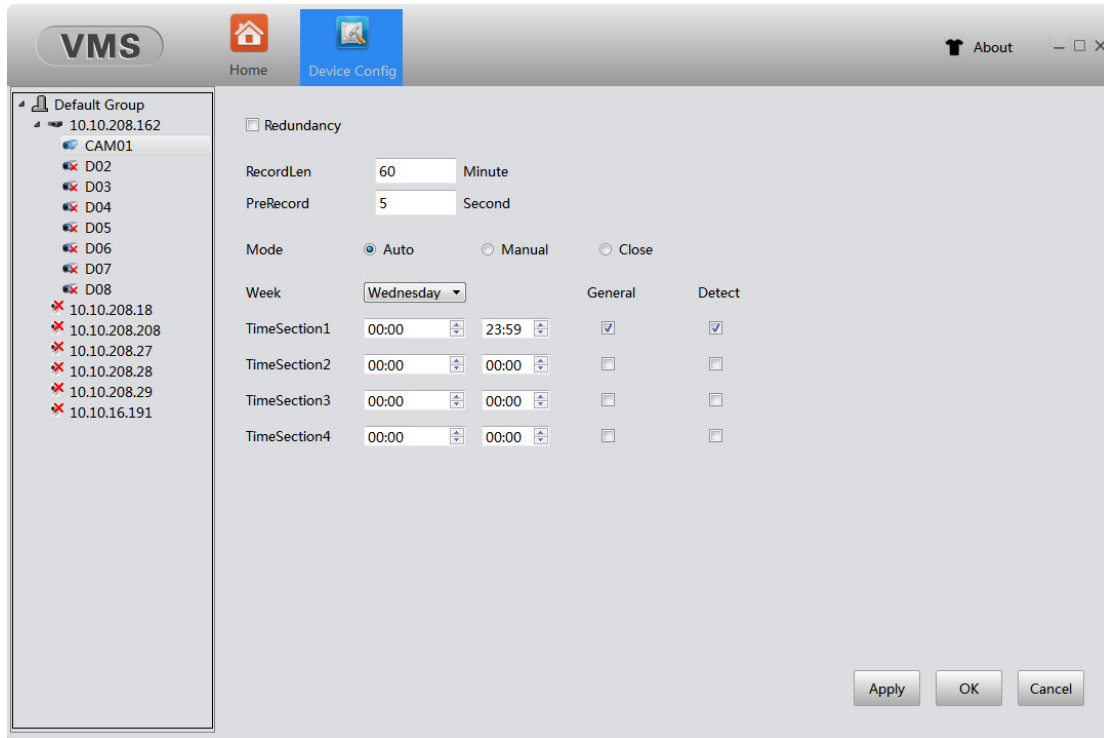 VMS
Home
Device Config
About
Default Group
10.10.208.162
CAM01
D02
D03
D04
D05
D06
D07
D08
10.10.208.18
10.10.208.208
10.10.208.27
10.10.208.28
10.10.208.29
10.10.16.191
Redundancy
RecordLen 60 Minute
PreRecord 5 Second
Mode Auto Manual Close
Week Wednesday General Detect
TimeSection1 00:00 23:59
TimeSection2 00:00 00:00
TimeSection3 00:00 00:00
TimeSection4 00:00 00:00
Apply OK Cancel